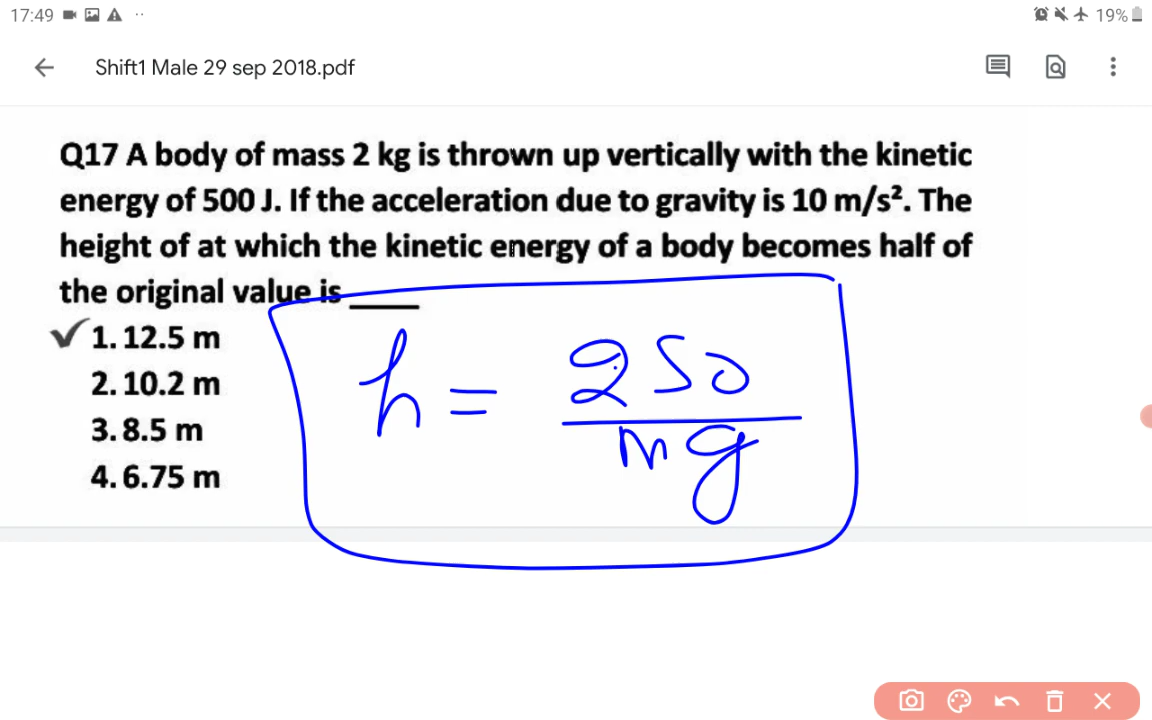 17:49
19%
Shift1 Male 29 sep 2018.pdf
Q17 A body of mass 2 kg is thrown up vertically with the kinetic
energy of 500 J. If the acceleration due to gravity is 10 m/s². The
height of at which the kinetic energy of a body becomes half of
the original value is ____
1. 12.5 m
2. 10.2 m
3. 8.5 m
4. 6.75 m
h = 250
mg